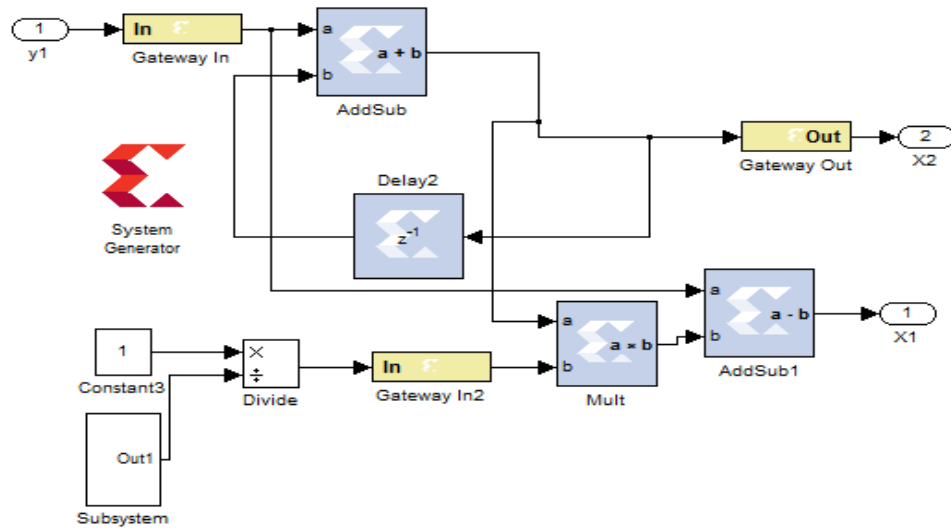 1
y1
In
Gateway In
a
b
a + b
AddSub
Out
Gateway Out
2
X2
System
Generator
Delay2
z-1
a
b
a - b
AddSub1
1
X1
a
b
a × b
Mult
1
Constant3
×
÷
Divide
In
Gateway In2
Out1
Subsystem